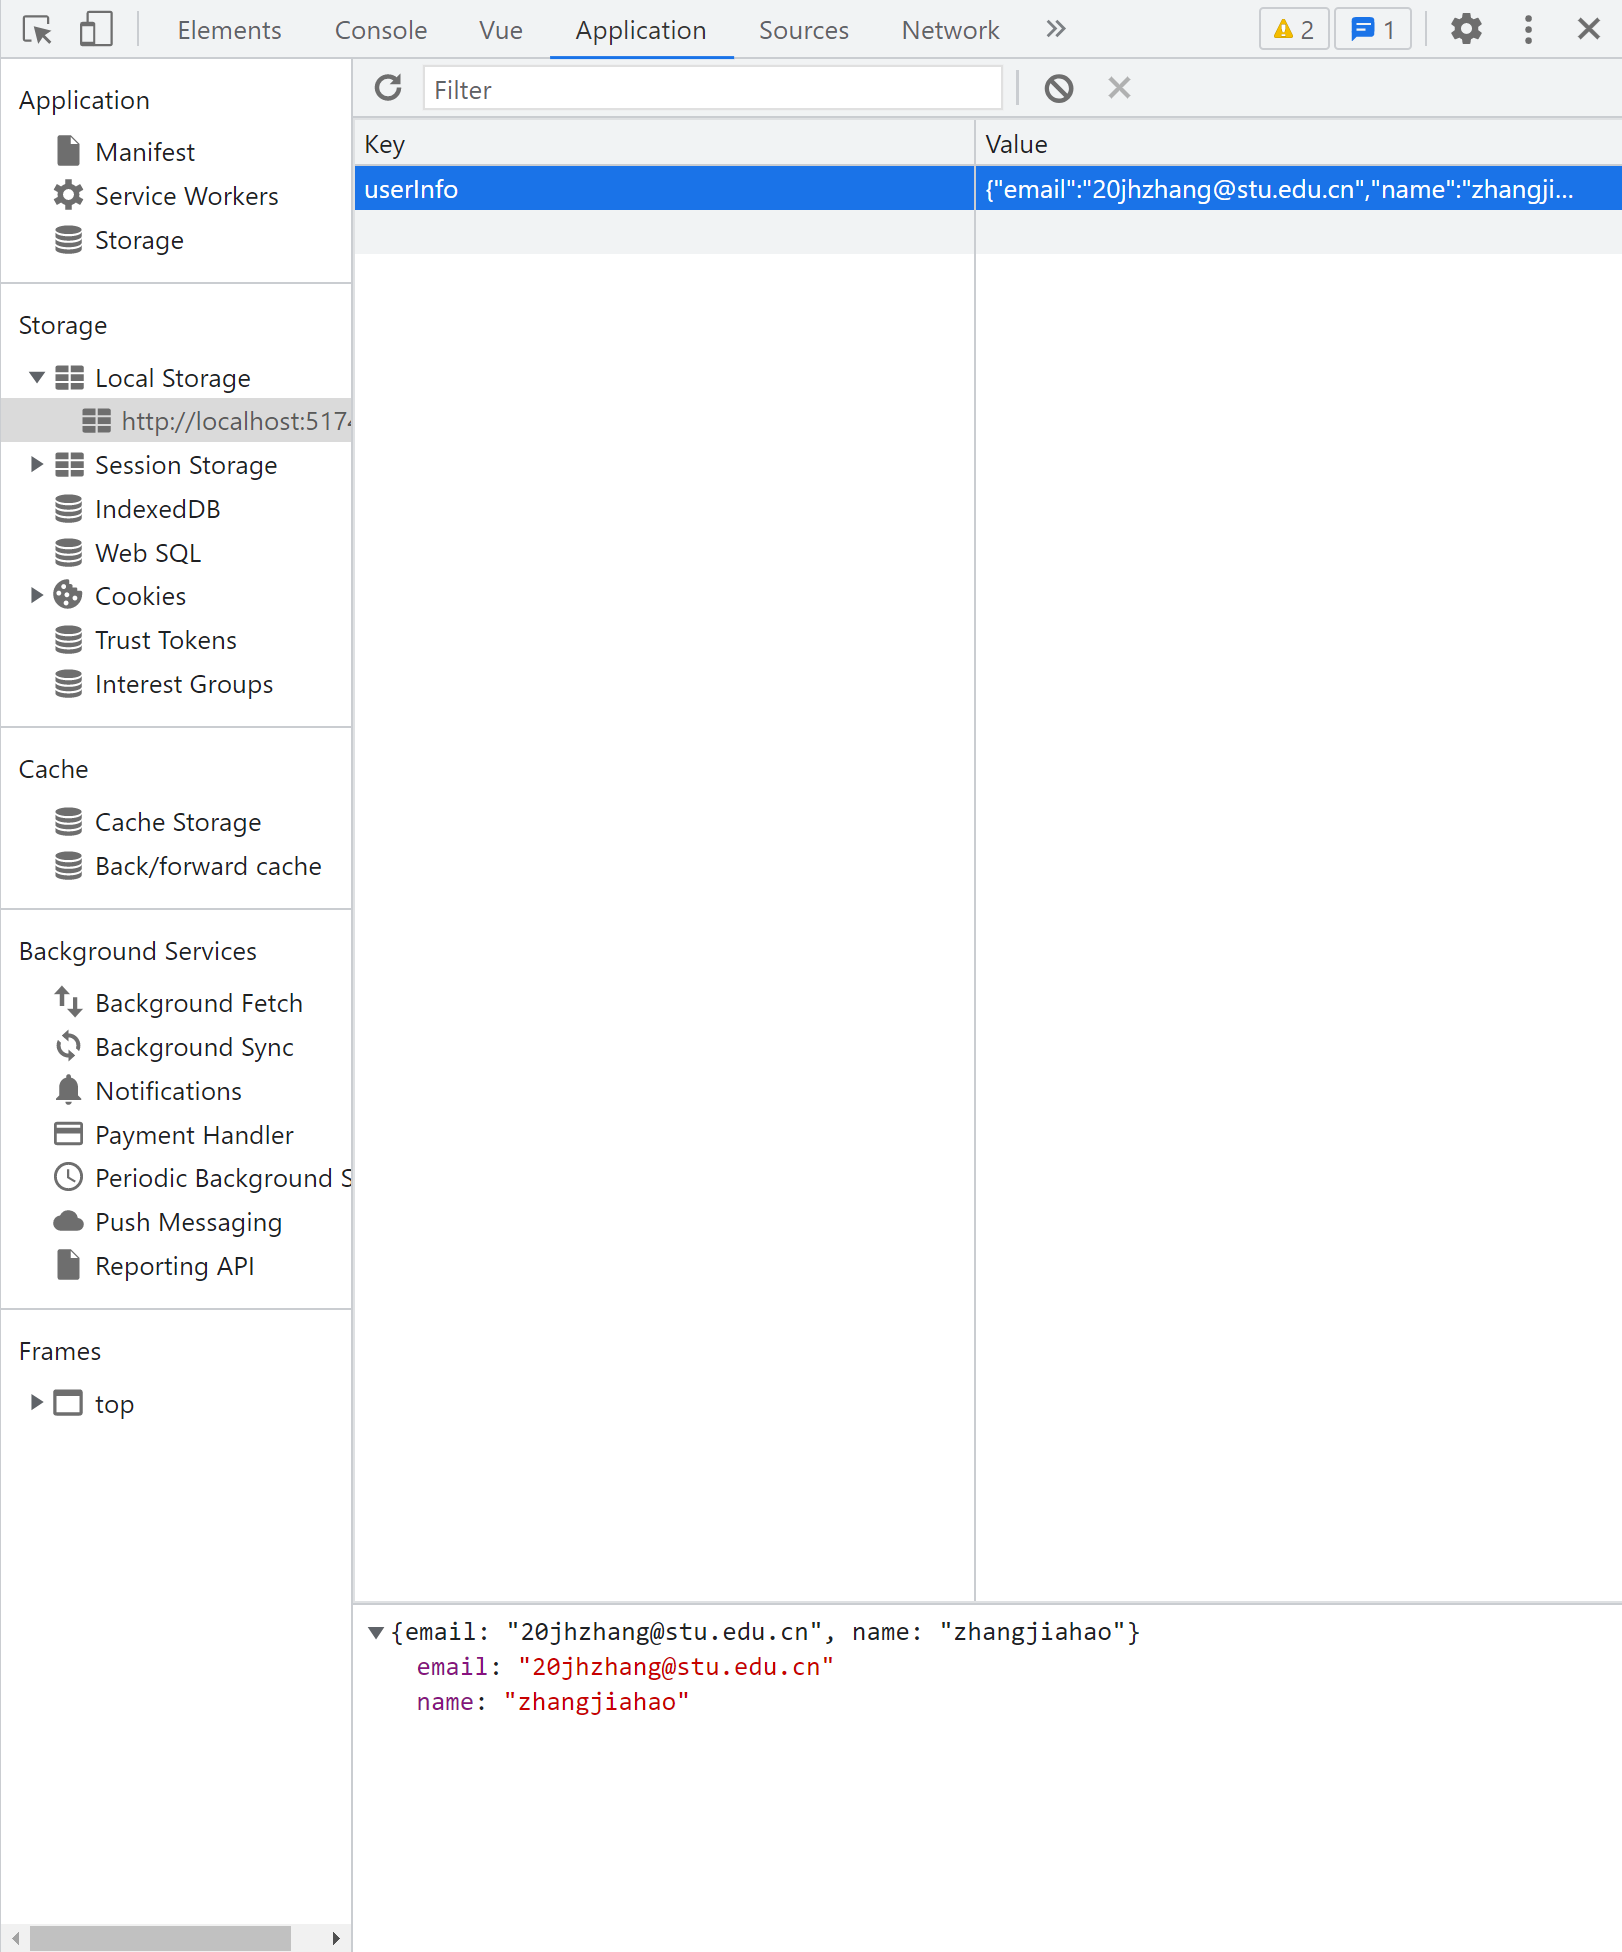 Elements Console Vue Application Sources Network 2 1
Application
Manifest
Service Workers
Storage
Storage
Local Storage
http://localhost:5174
Session Storage
IndexedDB
Web SQL
Cookies
Trust Tokens
Interest Groups
Cache
Cache Storage
Back/forward cache
Background Services
Background Fetch
Background Sync
Notifications
Payment Handler
Periodic Background S
Push Messaging
Reporting API
Frames
top
Filter
Key Value
userInfo {"email":"20jhzhang@stu.edu.cn","name":"zhangji...
{email: "20jhzhang@stu.edu.cn", name: "zhangjiahao"}
email: "20jhzhang@stu.edu.cn"
name: "zhangjiahao"